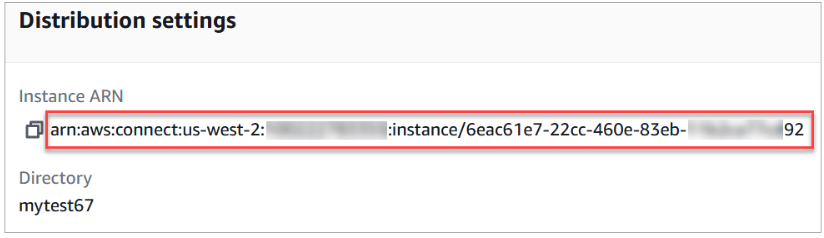 Distribution settings
Instance ARN
arn:aws:connect:us-west-2: :instance/6eac61e7-22cc-460e-83eb- 92
Directory
mytest67